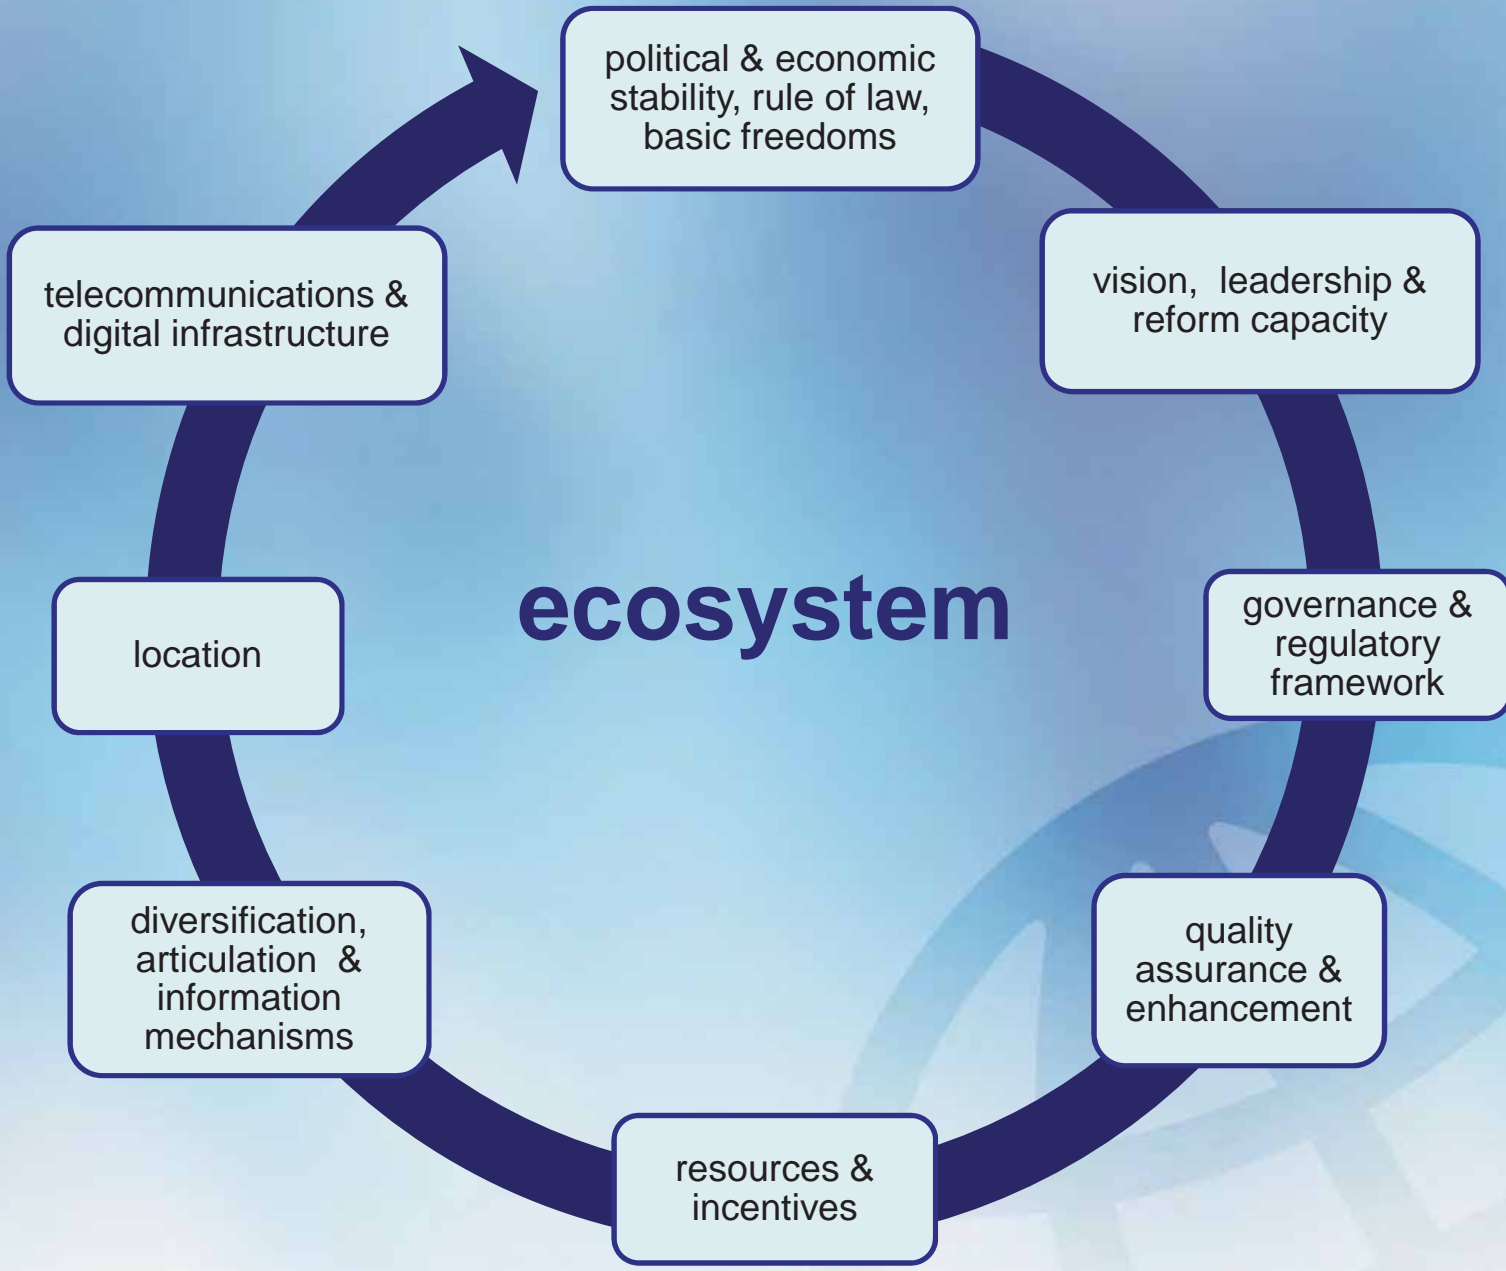 political & economic
stability, rule of law,
basic freedoms
vision, leadership &
reform capacity
governance &
regulatory
framework
quality
assurance &
enhancement
resources &
incentives
diversification,
articulation &
information
mechanisms
location
telecommunications &
digital infrastructure
ecosystem